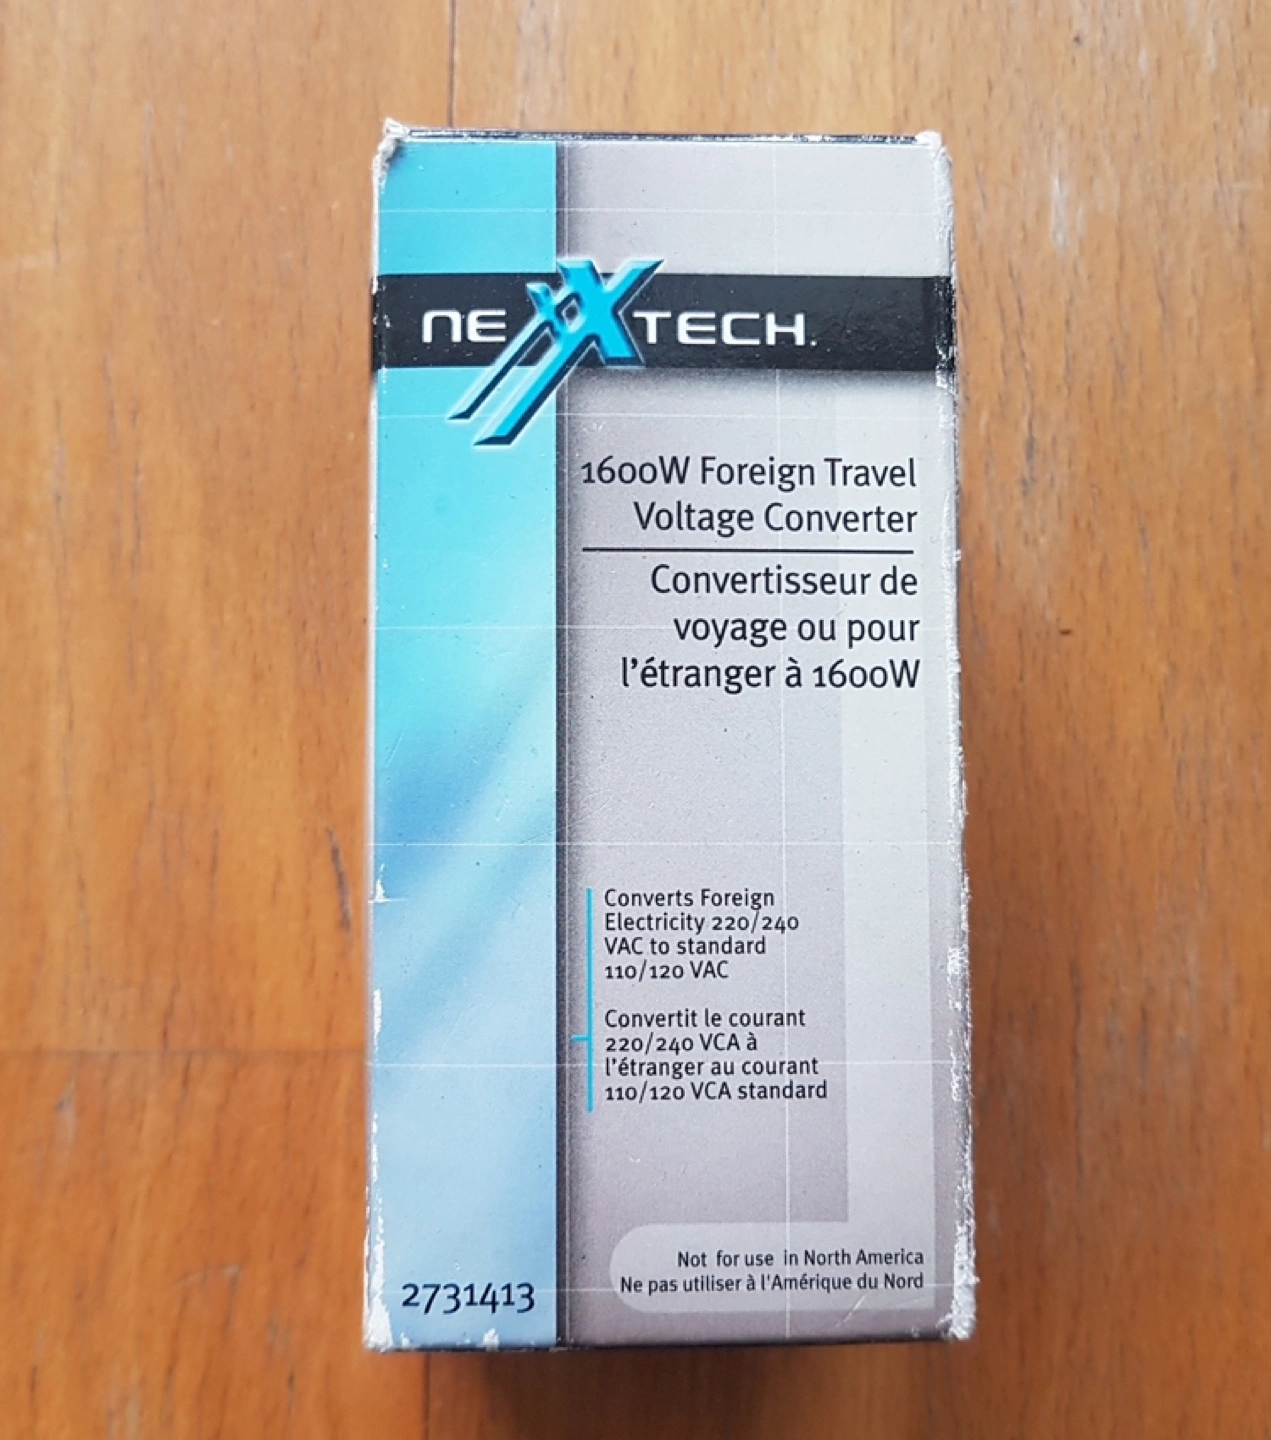 neXXTECH.
1600W Foreign Travel
Voltage Converter
Convertisseur de
voyage ou pour
l'étranger à 1600W
Converts Foreign
Electricity 220/240
VAC to standard
110/120 VAC
Convertit le courant
220/240 VCA à
l'étranger au courant
110/120 VCA standard
Not for use in North America
Ne pas utiliser à l'Amérique du Nord
2731413